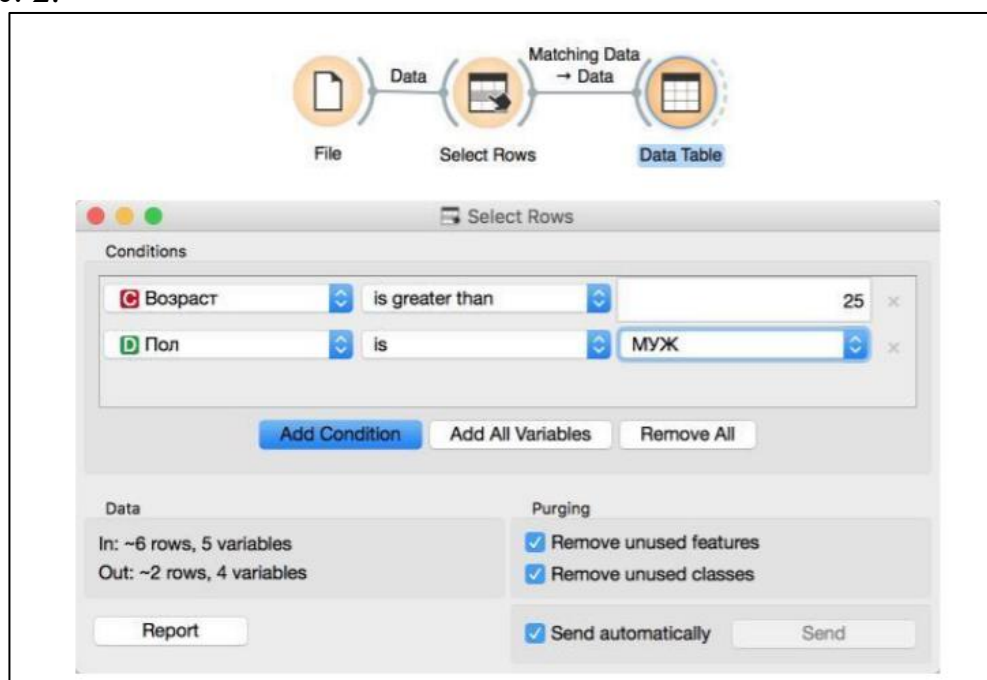 Matching Data
Data → Data
File Select Rows Data Table
Select Rows
Conditions
C Возраст is greater than 25 ×
D Пол is МУЖ ×
Add Condition Add All Variables Remove All
Data Purging
In: ~6 rows, 5 variables Remove unused features
Out: ~2 rows, 4 variables Remove unused classes
Report Send automatically Send